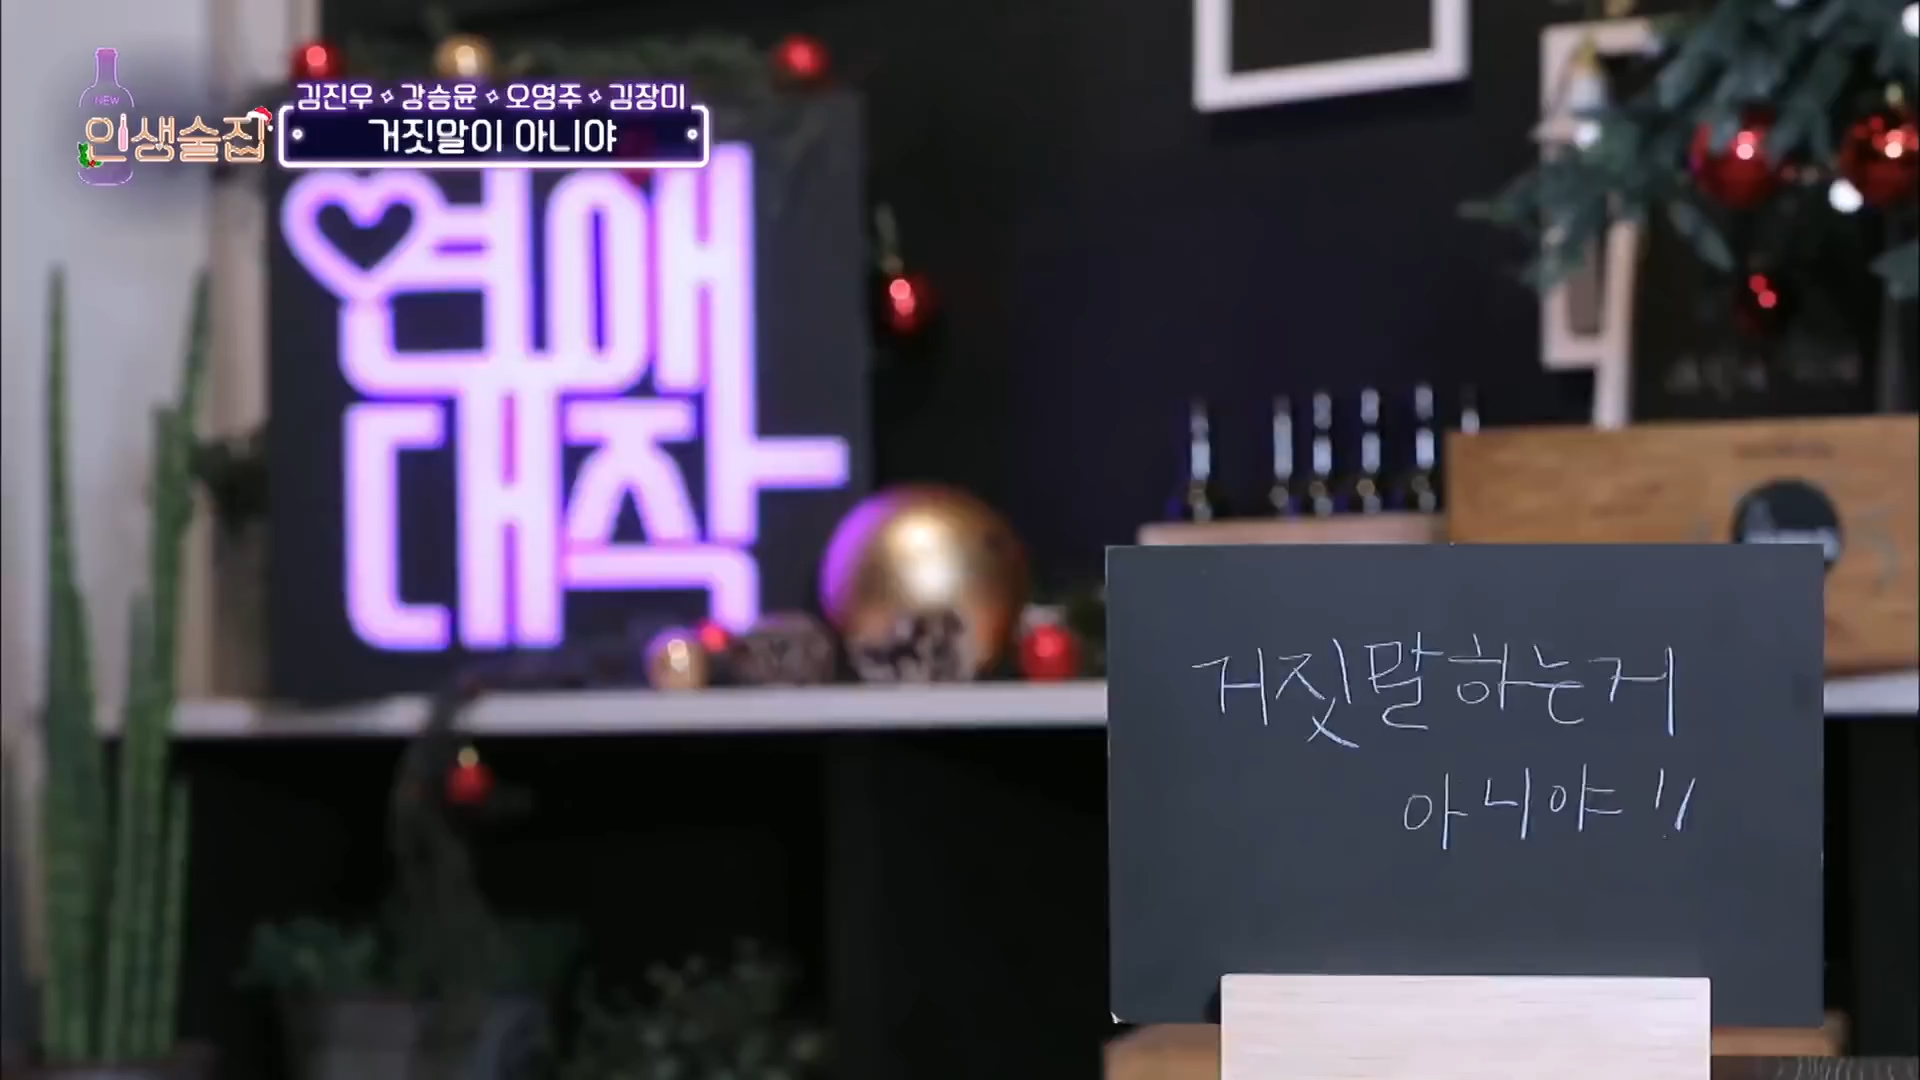 NEW
인생술집
김진우 ⟡ 강승윤 ⟡ 오영주 ⟡ 김장미
거짓말이 아니야
연애
대작
거짓말하는거
아니야!!